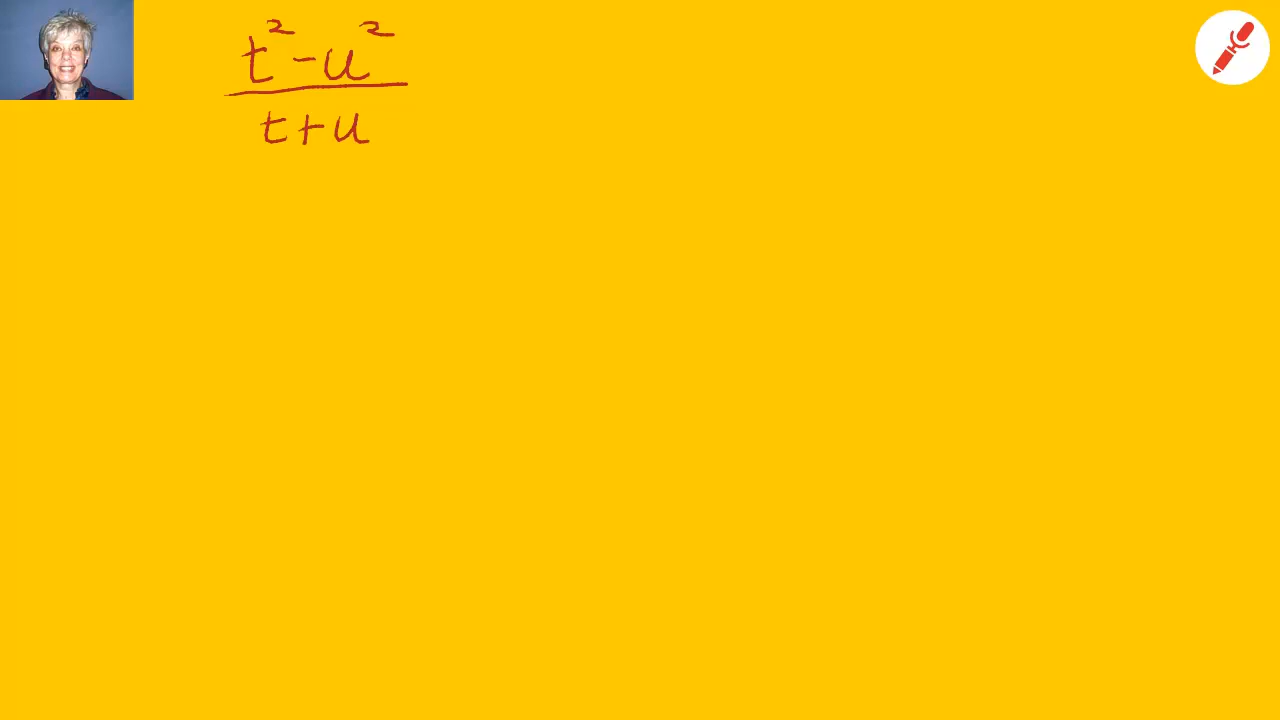 t² - u²
t + u